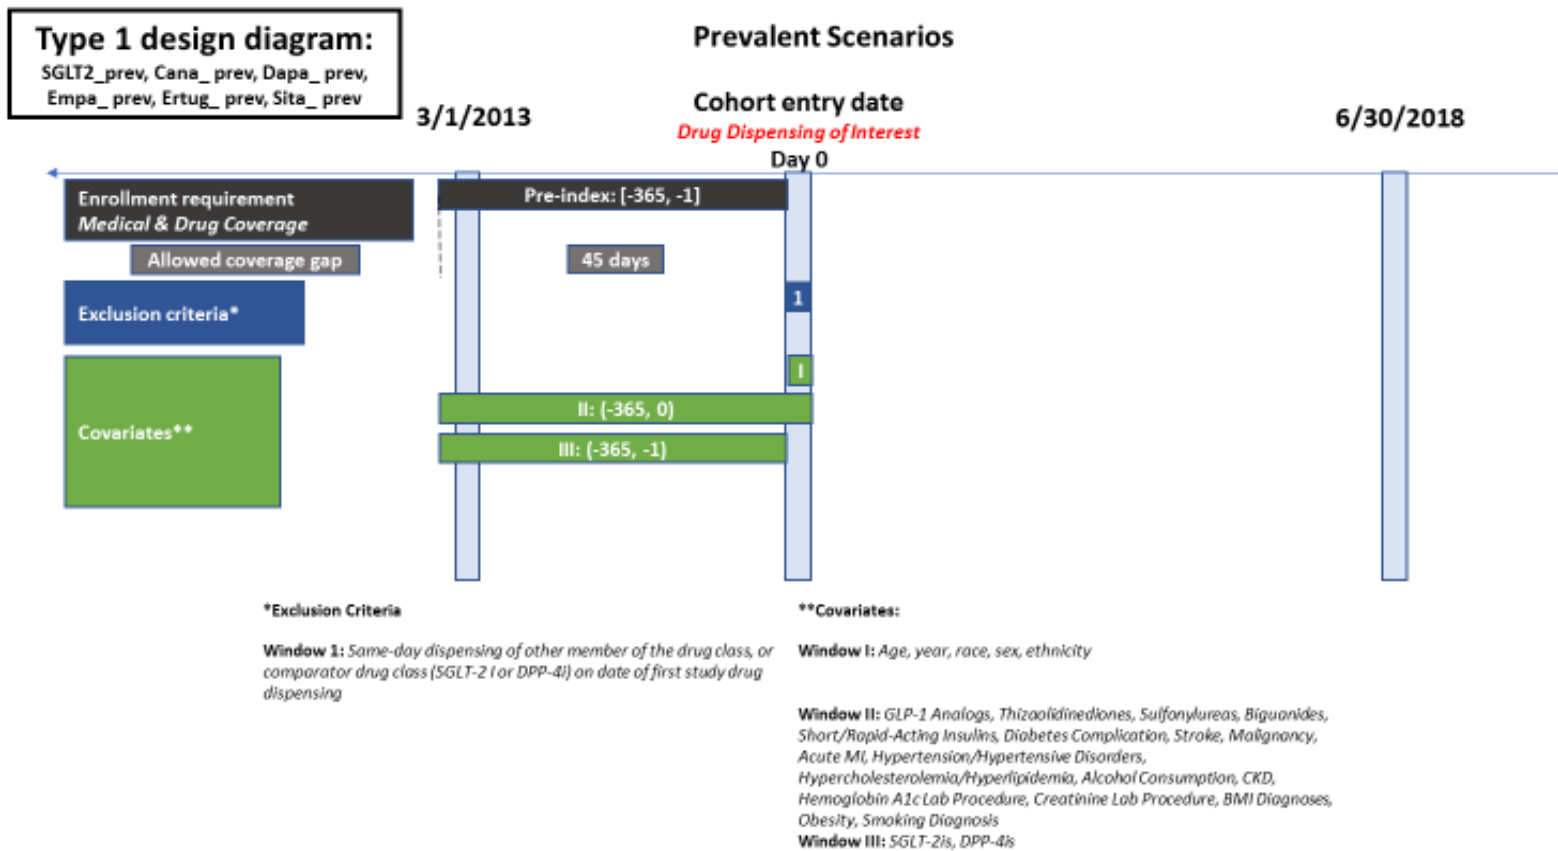 Type 1 design diagram:
SGLT2_prev, Cana_ prev, Dapa_ prev,
Empa_ prev, Ertug_ prev, Sita_ prev
Prevalent Scenarios
3/1/2013
Cohort entry date
Drug Dispensing of Interest
Day 0
6/30/2018
Enrollment requirement
Medical & Drug Coverage
Pre-index: [-365, -1]
Allowed coverage gap
45 days
Exclusion criteria*
1
Covariates**
I
II: (-365, 0)
III: (-365, -1)
*Exclusion Criteria
Window 1: Same-day dispensing of other member of the drug class, or
comparator drug class (SGLT-2 I or DPP-4i) on date of first study drug
dispensing
**Covariates:
Window I: Age, year, race, sex, ethnicity
Window II: GLP-1 Analogs, Thizaolidinediones, Sulfonylureas, Biguanides,
Short/Rapid-Acting Insulins, Diabetes Complication, Stroke, Malignancy,
Acute MI, Hypertension/Hypertensive Disorders,
Hypercholesterolemia/Hyperlipidemia, Alcohol Consumption, CKD,
Hemoglobin A1c Lab Procedure, Creatinine Lab Procedure, BMI Diagnoses,
Obesity, Smoking Diagnosis
Window III: SGLT-2is, DPP-4is